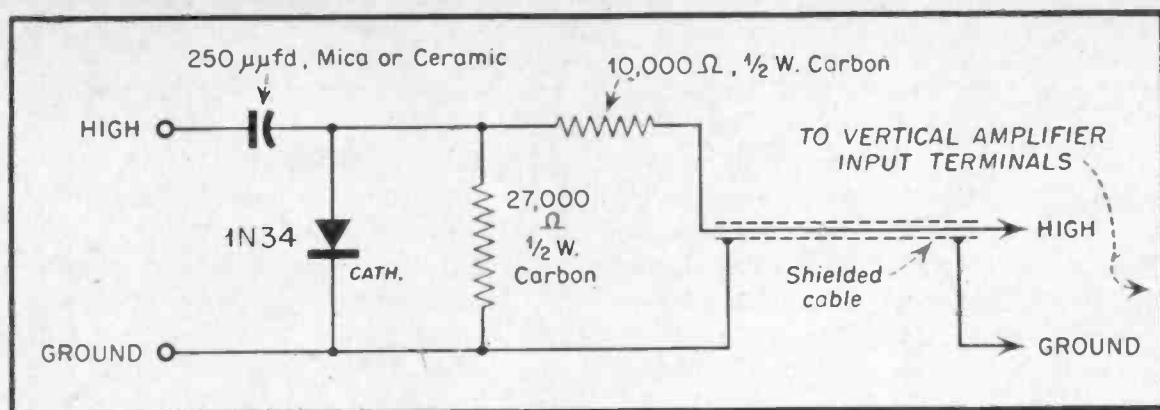 250 μμfd, Mica or Ceramic
10,000 Ω, ½ W. Carbon
HIGH
TO VERTICAL AMPLIFIER
INPUT TERMINALS
1N34
CATH.
27,000
Ω
½ W.
Carbon
HIGH
Shielded
cable
GROUND
GROUND